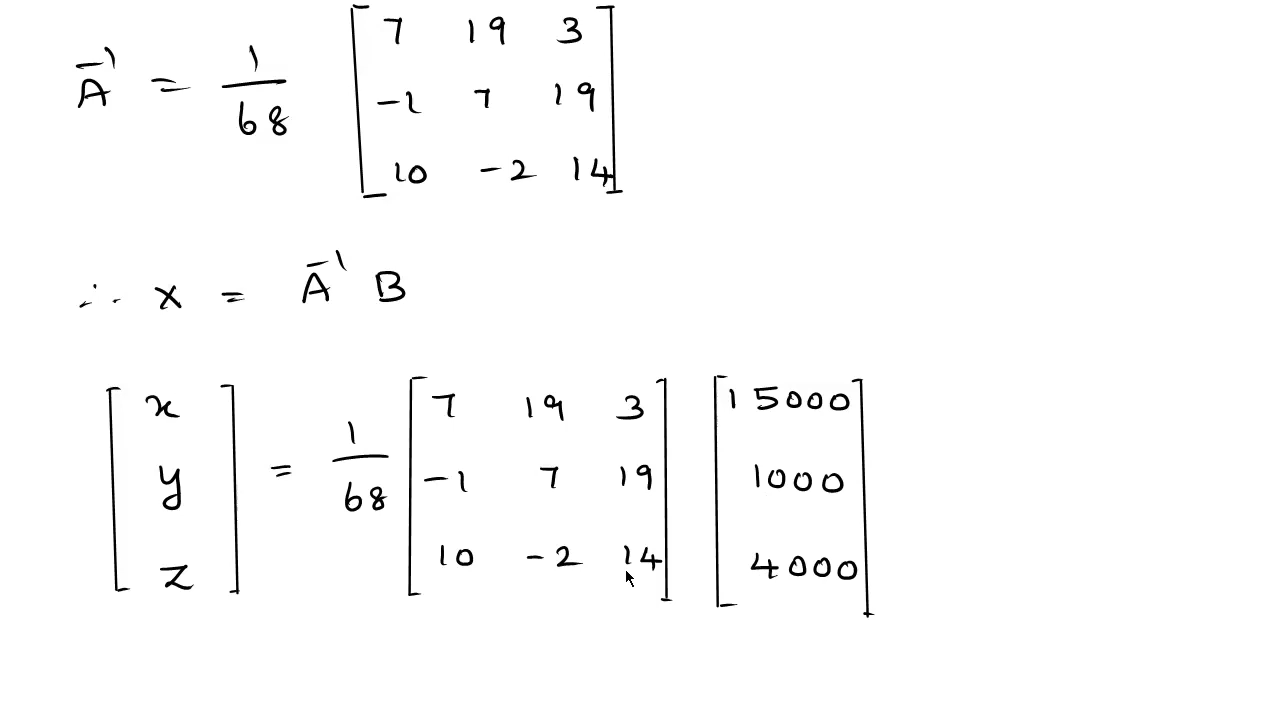 A⁻¹ = 1/68 [ 7 19 3
-1 7 19
10 -2 14 ]
∴ X = A⁻¹ B
[ x y z ] = 1/68 [ 7 19 3
-1 7 19
10 -2 14 ] [ 15000
1000
4000 ]